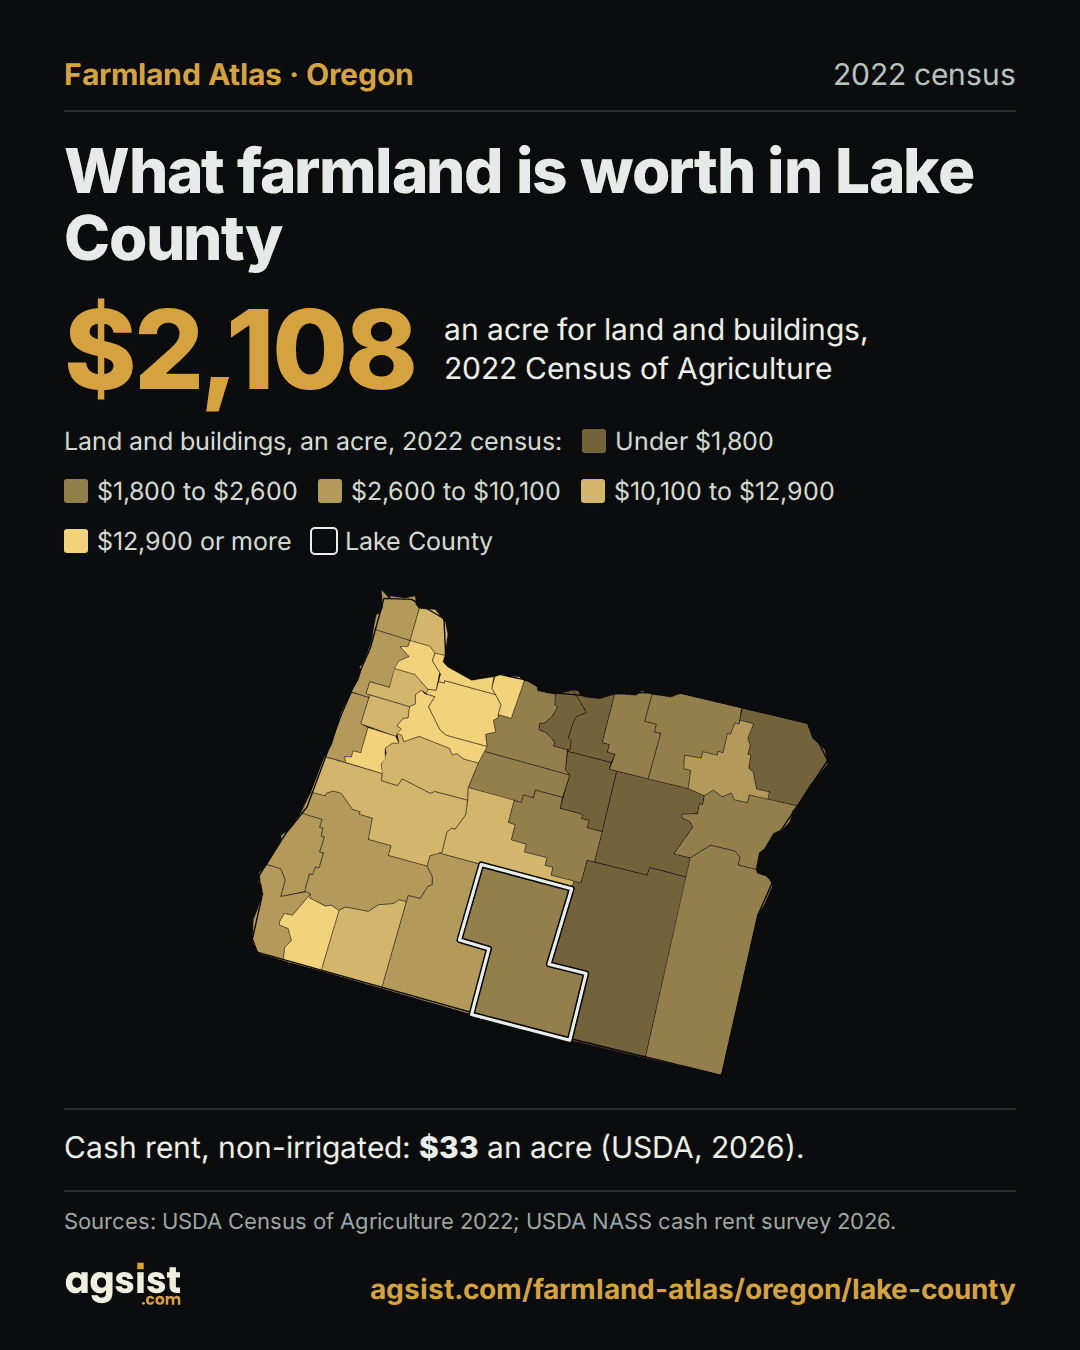 Farmland Atlas · Oregon
2022 census
What farmland is worth in Lake
County
$2,108
an acre for land and buildings,
2022 Census of Agriculture
Land and buildings, an acre, 2022 census: Under $1,800
$1,800 to $2,600 $2,600 to $10,100 $10,100 to $12,900
$12,900 or more Lake County
Cash rent, non-irrigated: $33 an acre (USDA, 2026).
Sources: USDA Census of Agriculture 2022; USDA NASS cash rent survey 2026.
agsist
.com
agsist.com/farmland-atlas/oregon/lake-county